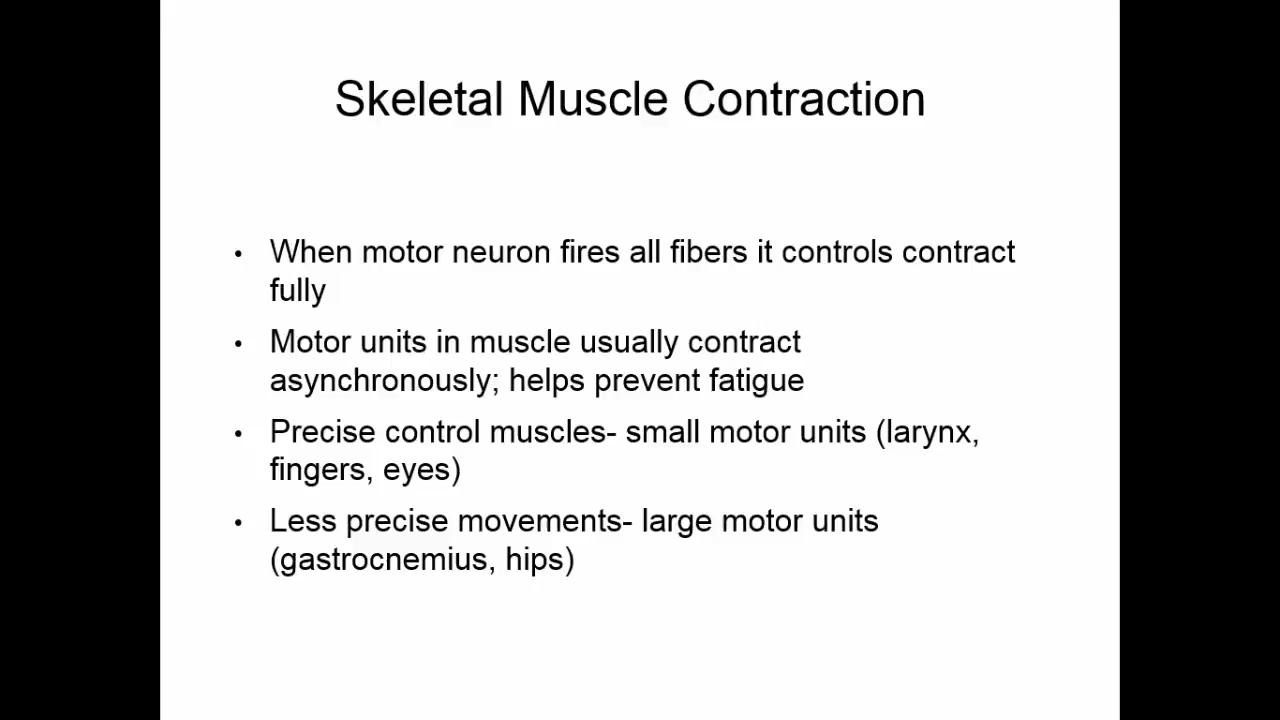 Skeletal Muscle Contraction
• When motor neuron fires all fibers it controls contract
fully
• Motor units in muscle usually contract
asynchronously; helps prevent fatigue
• Precise control muscles- small motor units (larynx,
fingers, eyes)
• Less precise movements- large motor units
(gastrocnemius, hips)